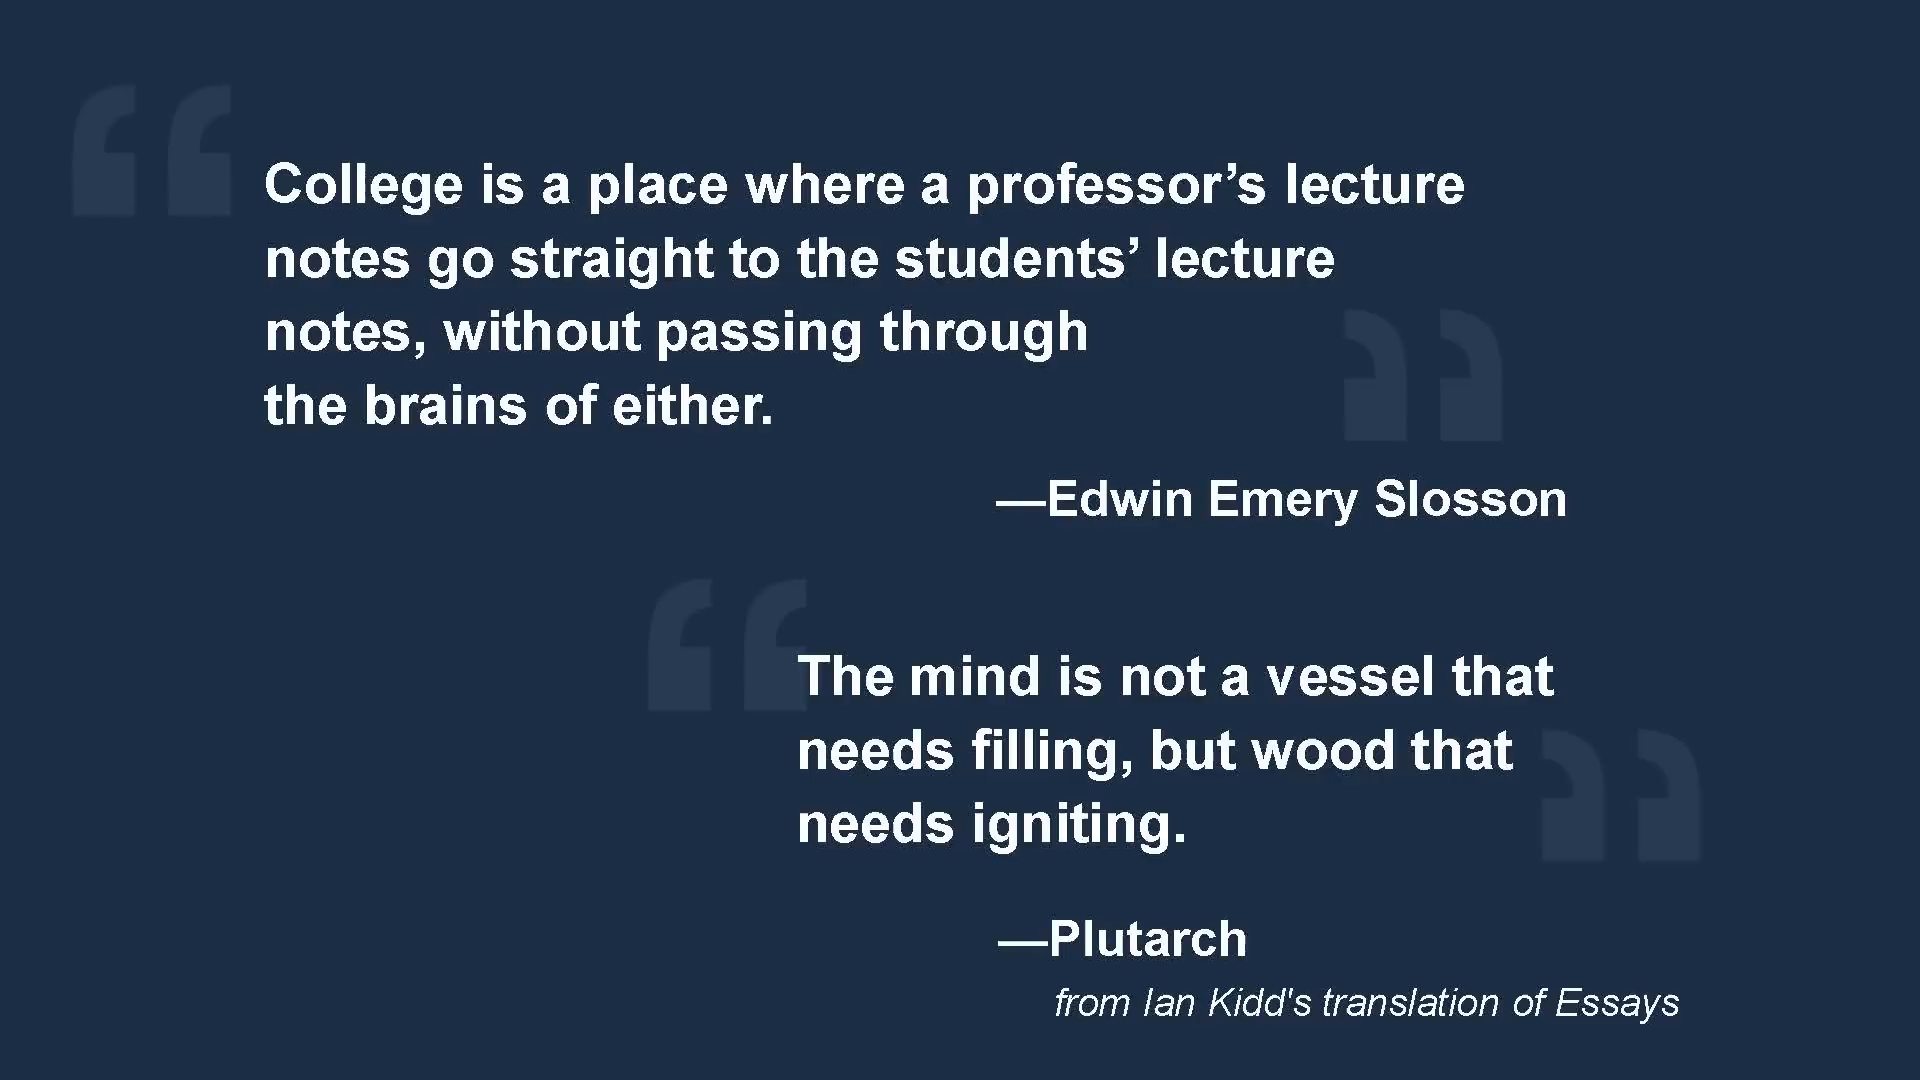 College is a place where a professor’s lecture
notes go straight to the students’ lecture
notes, without passing through
the brains of either.
—Edwin Emery Slosson
The mind is not a vessel that
needs filling, but wood that
needs igniting.
—Plutarch
from Ian Kidd's translation of Essays